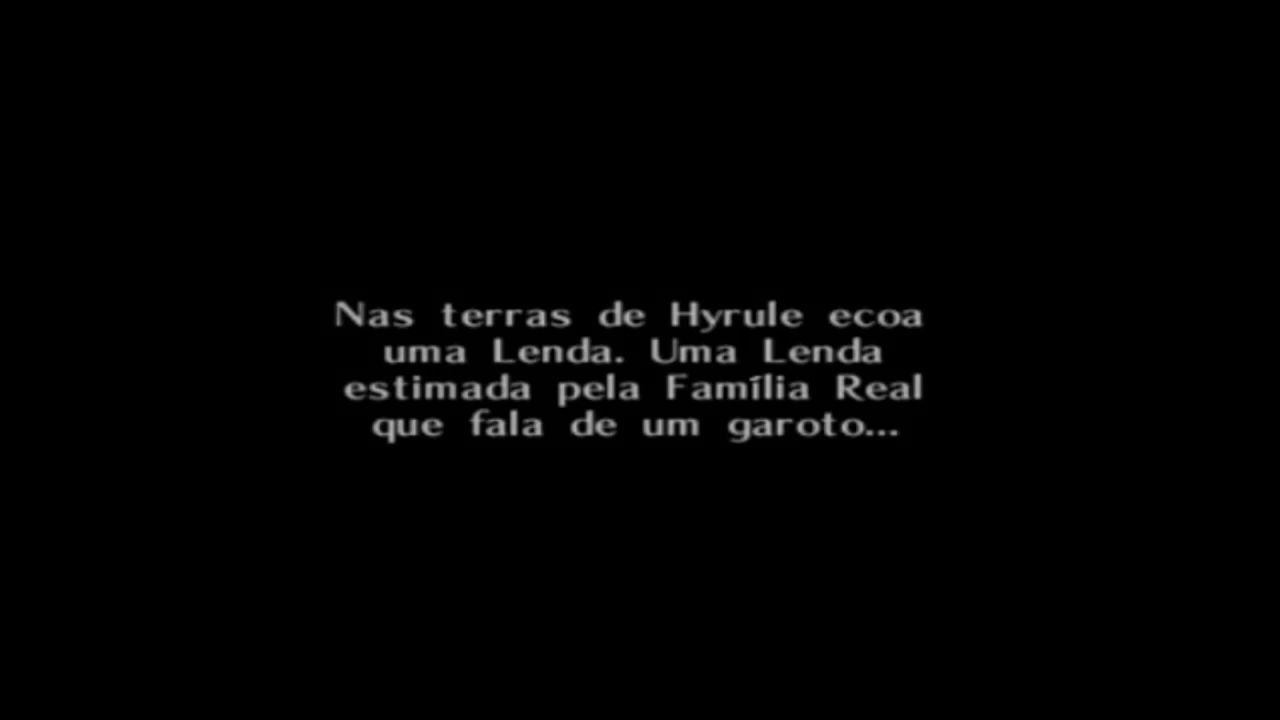 Nas terras de Hyrule ecoa
uma Lenda. Uma Lenda
estimada pela Família Real
que fala de um garoto...